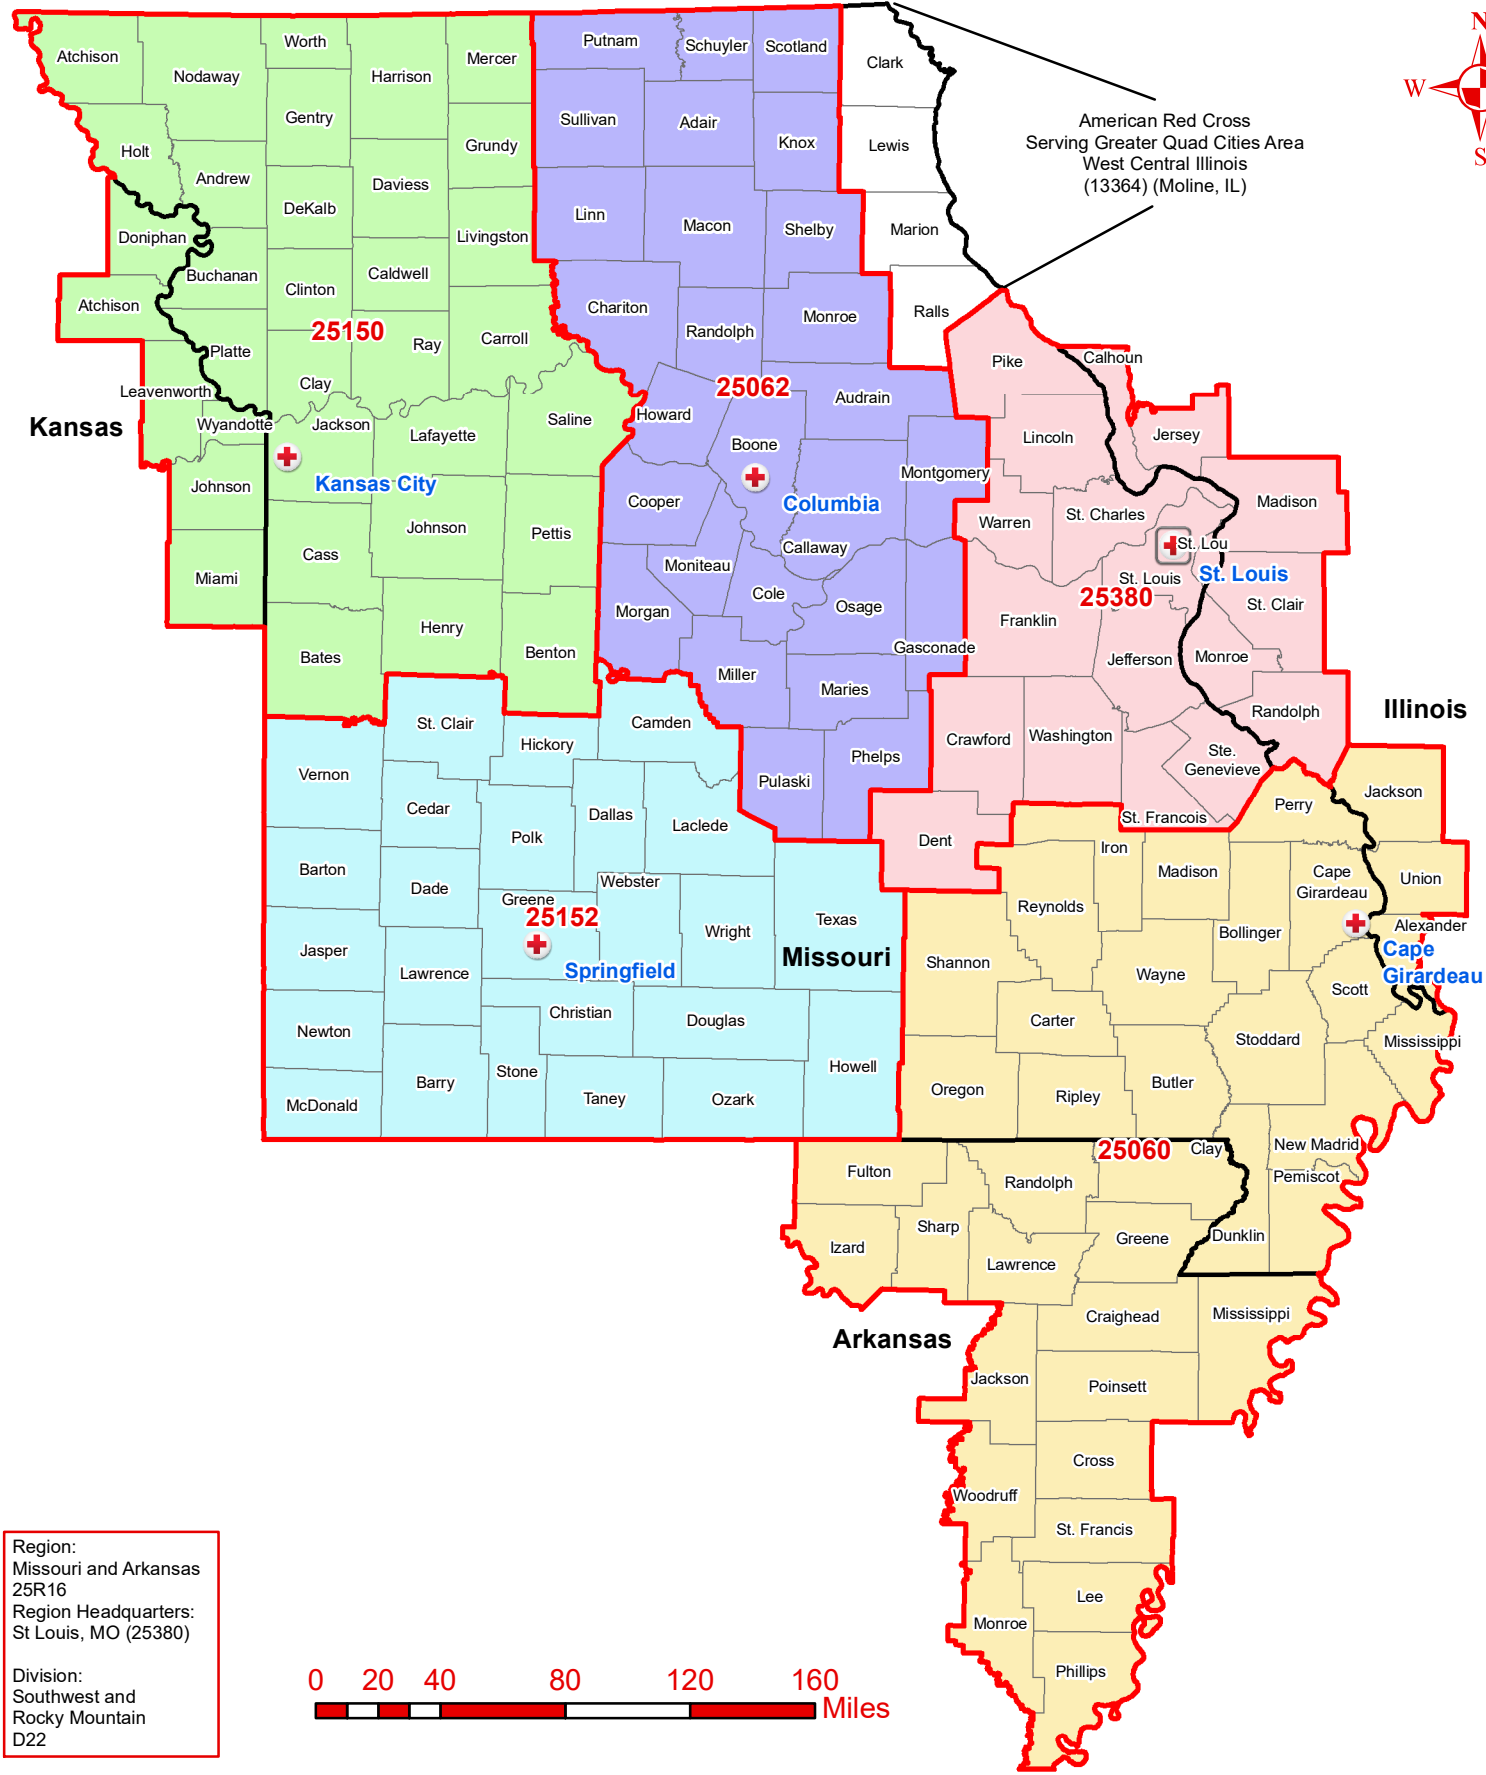 Atchison
Nodaway
Worth
Harrison
Mercer
Putnam
Schuyler
Scotland
Clark
N
W
S
Gentry
Sullivan
Adair
Knox
Lewis
American Red Cross
Serving Greater Quad Cities Area
West Central Illinois
(13364) (Moline, IL)
Holt
Andrew
DeKalb
Daviess
Grundy
Linn
Macon
Shelby
Marion
Doniphan
Buchanan
Clinton
Caldwell
Livingston
Chariton
Randolph
Monroe
Ralls
Atchison
25150
Platte
Ray
Carroll
Pike
Calhoun
Leavenworth
Clay
25062
Howard
Audrain
Kansas
Wyandotte
Jackson
Lafayette
Saline
Boone
Lincoln
Jersey
Johnson
Kansas City
Cooper
Columbia
Montgomery
Madison
Johnson
Pettis
Warren
St. Charles
Cass
Callaway
St. Lou
Miami
Moniteau
Cole
St. Louis
St. Louis
25380
Henry
Morgan
Osage
Franklin
St. Clair
Bates
Benton
Miller
Gasconade
Jefferson
Monroe
Maries
St. Clair
Hickory
Camden
Crawford
Washington
Randolph
Illinois
Vernon
Pulaski
Phelps
Ste.
Genevieve
Cedar
Polk
Dallas
Laclede
Dent
St. Francois
Perry
Jackson
Barton
Dade
Greene
Webster
Iron
Madison
Cape
Girardeau
Union
25152
Wright
Texas
Reynolds
Bollinger
Alexander
Jasper
Lawrence
Springfield
Missouri
Shannon
Wayne
Cape
Girardeau
Scott
Newton
Christian
Douglas
Carter
Stoddard
Mississippi
McDonald
Barry
Stone
Taney
Ozark
Howell
Oregon
Ripley
Butler
25060
Clay
New Madrid
Fulton
Randolph
Pemiscot
Izard
Sharp
Lawrence
Greene
Dunklin
Craighead
Mississippi
Arkansas
Jackson
Poinsett
Cross
Woodruff
St. Francis
Lee
Monroe
Phillips
Region:
Missouri and Arkansas
25R16
Region Headquarters:
St Louis, MO (25380)
Division:
Southwest and
Rocky Mountain
D22
0 20 40 80 120 160
Miles